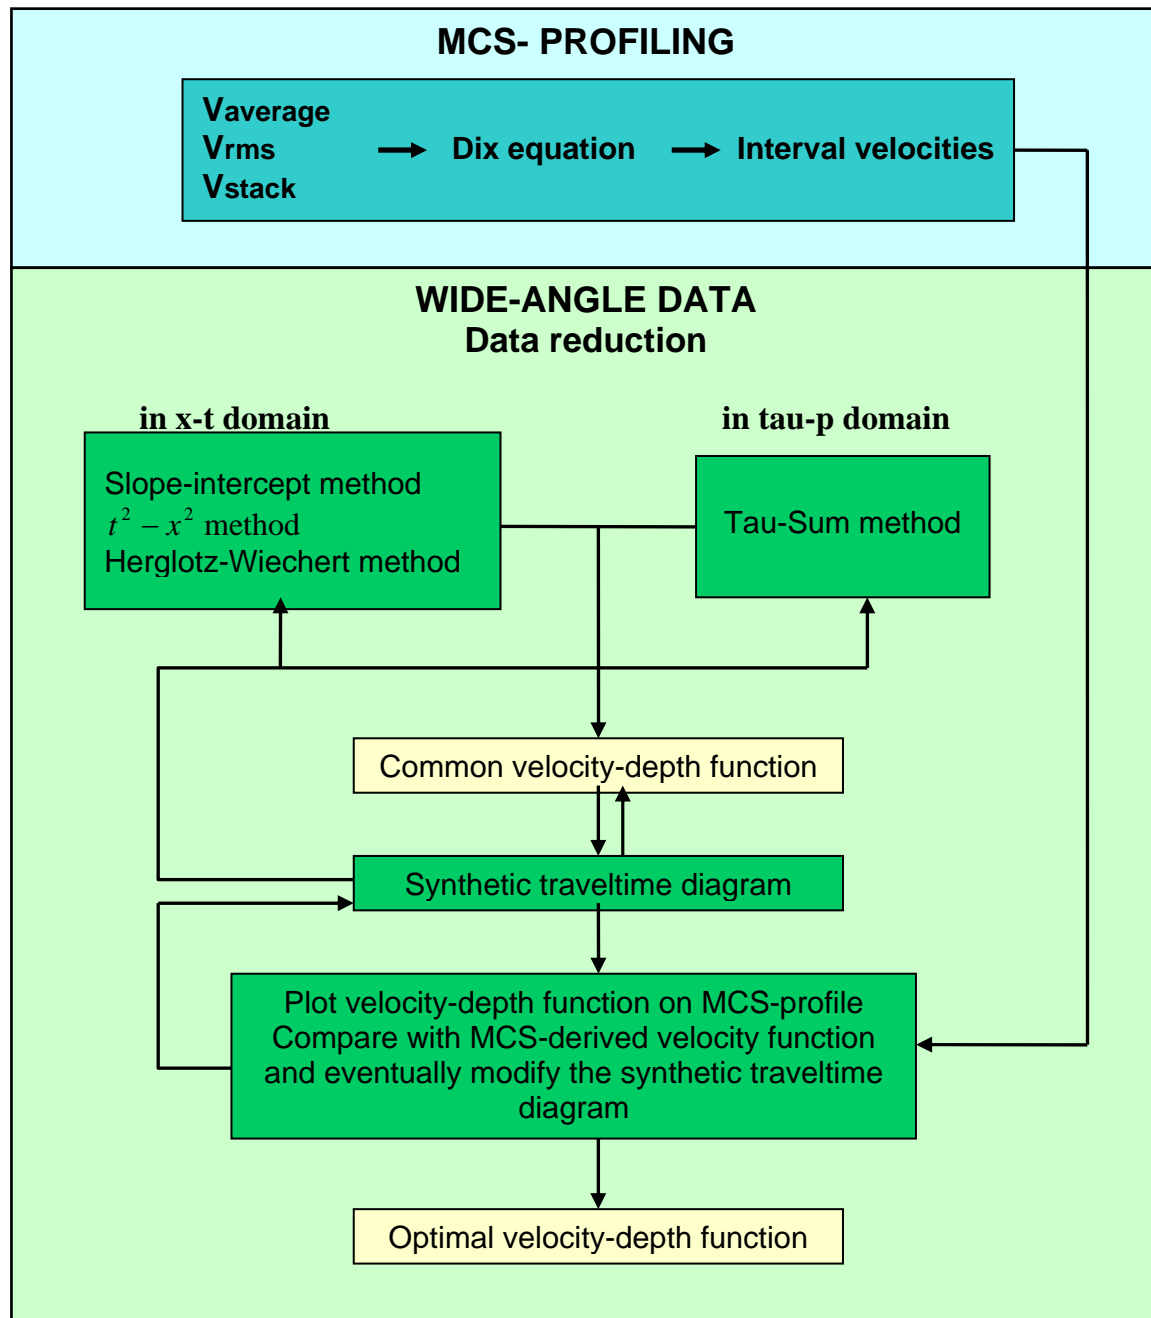 MCS- PROFILING
Vaverage
Vrms
Vstack
Dix equation
Interval velocities
WIDE-ANGLE DATA
Data reduction
in x-t domain
Slope-intercept method
t² − x² method
Herglotz-Wiechert method
in tau-p domain
Tau-Sum method
Common velocity-depth function
Synthetic traveltime diagram
Plot velocity-depth function on MCS-profile
Compare with MCS-derived velocity function
and eventually modify the synthetic traveltime
diagram
Optimal velocity-depth function